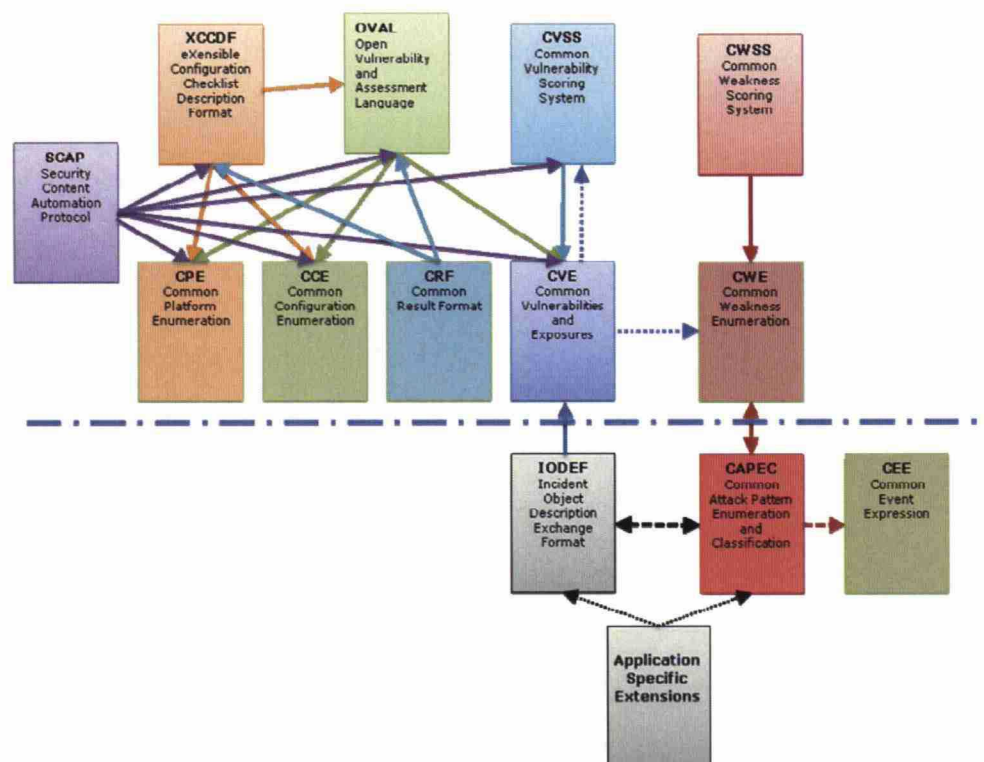 XCCDF
eXensible
Configuration
Checklist
Description
Format
OVAL
Open
Vulnerability
and
Assessment
Language
CVSS
Common
Vulnerability
Scoring
System
CWSS
Common
Weakness
Scoring
System
SCAP
Security
Content
Automation
Protocol
CPE
Common
Platform
Enumeration
CCE
Common
Configuration
Enumeration
CRF
Common
Result Format
CVE
Common
Vulnerabilities
and
Exposures
CWE
Common
Weakness
Enumeration
IODEF
Incident
Object
Description
Exchange
Format
CAPEC
Common
Attack Pattern
Enumeration
and
Classification
CEE
Common
Event
Expression
Application
Specific
Extensions